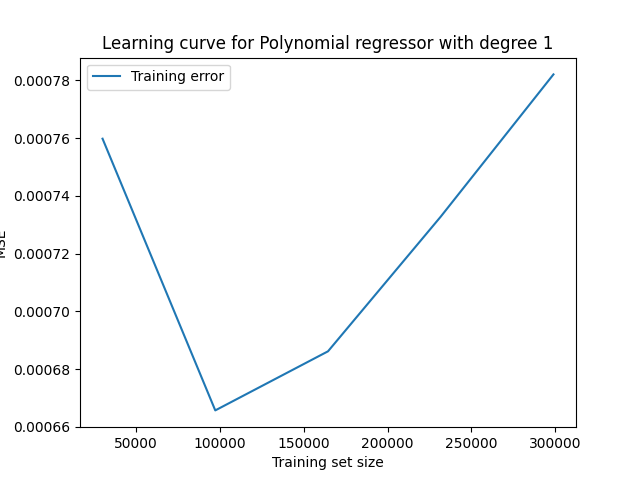 Learning curve for Polynomial regressor with degree 1
Training error
0.00078
0.00076
0.00074
0.00072
0.00070
0.00068
0.00066
MSE
50000 100000 150000 200000 250000 300000
Training set size